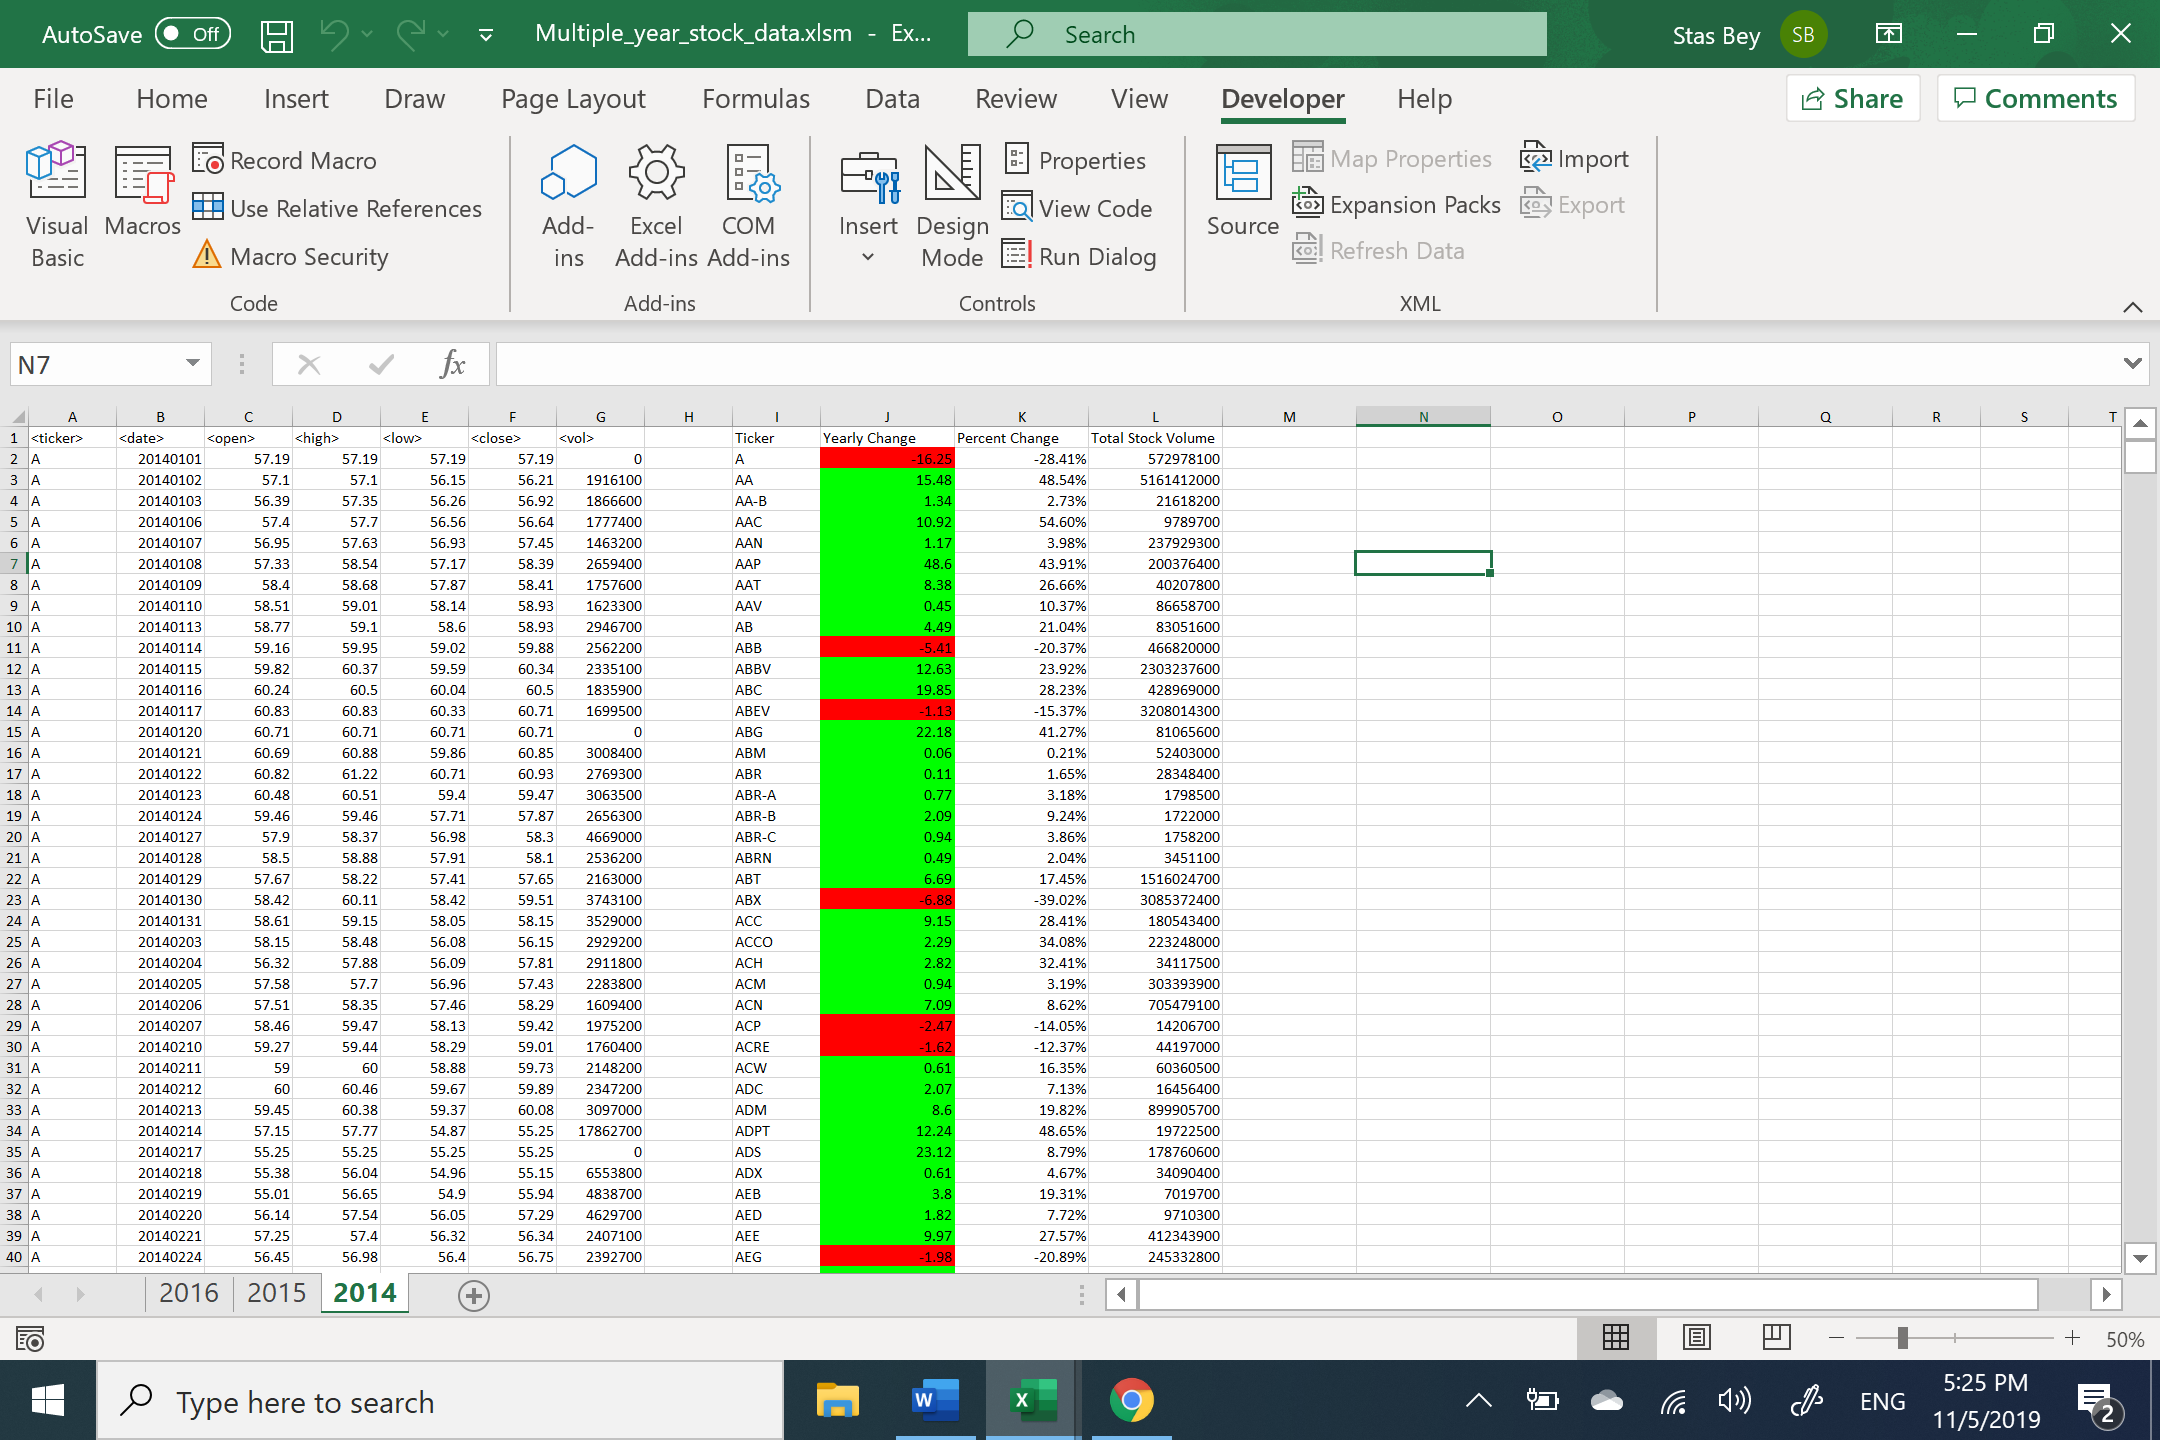 AutoSave Off Multiple_year_stock_data.xlsm - Ex... Search Stas Bey SB
File Home Insert Draw Page Layout Formulas Data Review View Developer Help Share Comments
Visual Basic Macros Record Macro Use Relative References Macro Security Code
Add-ins Excel Add-ins COM Add-ins Add-ins
Insert Design Mode Properties View Code Run Dialog Controls
Source Map Properties Expansion Packs Refresh Data Import Export XML
N7 fx
A B C D E F G H I J K L M N O P Q R S T
1 <ticker> <date> <open> <high> <low> <close> <vol> Ticker Yearly Change Percent Change Total Stock Volume
2 A 20140101 57.19 57.19 57.19 57.19 0 A -16.25 -28.41% 572978100
3 A 20140102 57.1 57.1 56.15 56.21 1916100 AA 15.48 48.54% 5161412000
4 A 20140103 56.39 57.35 56.26 56.92 1866600 AA-B 1.34 2.73% 21618200
5 A 20140106 57.4 57.7 56.56 56.64 1777400 AAC 10.92 54.60% 9789700
6 A 20140107 56.95 57.63 56.93 57.45 1463200 AAN 1.17 3.98% 237929300
7 A 20140108 57.33 58.54 57.17 58.39 2659400 AAP 48.6 43.91% 200376400
8 A 20140109 58.4 58.68 57.87 58.41 1757600 AAT 8.38 26.66% 40207800
9 A 20140110 58.51 59.01 58.14 58.93 1623300 AAV 0.45 10.37% 86658700
10 A 20140113 58.77 59.1 58.6 58.93 2946700 AB 4.49 21.04% 83051600
11 A 20140114 59.16 59.95 59.02 59.88 2562200 ABB -5.41 -20.37% 466820000
12 A 20140115 59.82 60.37 59.59 60.34 2335100 ABBV 12.63 23.92% 2303237600
13 A 20140116 60.24 60.5 60.04 60.5 1835900 ABC 19.85 28.23% 428969000
14 A 20140117 60.83 60.83 60.33 60.71 1699500 ABEV -1.13 -15.37% 3208014300
15 A 20140120 60.71 60.71 60.71 60.71 0 ABG 22.18 41.27% 81065600
16 A 20140121 60.69 60.88 59.86 60.85 3008400 ABM 0.06 0.21% 52403000
17 A 20140122 60.82 61.22 60.71 60.93 2769300 ABR 0.11 1.65% 28348400
18 A 20140123 60.48 60.51 59.4 59.47 3063500 ABR-A 0.77 3.18% 1798500
19 A 20140124 59.46 59.46 57.71 57.87 2656300 ABR-B 2.09 9.24% 1722000
20 A 20140127 57.9 58.37 56.98 58.3 4669000 ABR-C 0.94 3.86% 1758200
21 A 20140128 58.5 58.88 57.91 58.1 2536200 ABRN 0.49 2.04% 3451100
22 A 20140129 57.67 58.22 57.41 57.65 2163000 ABT 6.69 17.45% 1516024700
23 A 20140130 58.42 60.11 58.42 59.51 3743100 ABX -6.88 -39.02% 3085372400
24 A 20140131 58.61 59.15 58.05 58.15 3529000 ACC 9.15 28.41% 180543400
25 A 20140203 58.15 58.48 56.08 56.15 2929200 ACCO 2.29 34.08% 223248000
26 A 20140204 56.32 57.88 56.09 57.81 2911800 ACH 2.82 32.41% 34117500
27 A 20140205 57.58 57.7 56.96 57.43 2283800 ACM 0.94 3.19% 303393900
28 A 20140206 57.51 58.35 57.46 58.29 1609400 ACN 7.09 8.62% 705479100
29 A 20140207 58.46 59.47 58.13 59.42 1975200 ACP -2.47 -14.05% 14206700
30 A 20140210 59.27 59.44 58.29 59.01 1760400 ACRE -1.62 -12.37% 44197000
31 A 20140211 59 60 58.88 59.73 2148200 ACW 0.61 16.35% 60360500
32 A 20140212 60 60.46 59.67 59.89 2347200 ADC 2.07 7.13% 16456400
33 A 20140213 59.45 60.38 59.37 60.08 3097000 ADM 8.6 19.82% 899905700
34 A 20140214 57.15 57.77 54.87 55.25 17862700 ADPT 12.24 48.65% 19722500
35 A 20140217 55.25 55.25 55.25 55.25 0 ADS 23.12 8.79% 178760600
36 A 20140218 55.38 56.04 54.96 55.15 6553800 ADX 0.61 4.67% 34090400
37 A 20140219 55.01 56.65 54.9 55.94 4838700 AEB 3.8 19.31% 7019700
38 A 20140220 56.14 57.54 56.05 57.29 4629700 AED 1.82 7.72% 9710300
39 A 20140221 57.25 57.4 56.32 56.34 2407100 AEE 9.97 27.57% 412343900
40 A 20140224 56.45 56.98 56.4 56.75 2392700 AEG -1.98 -20.89% 245332800
2016 2015 2014
50%
Type here to search ENG 5:25 PM
11/5/2019 2